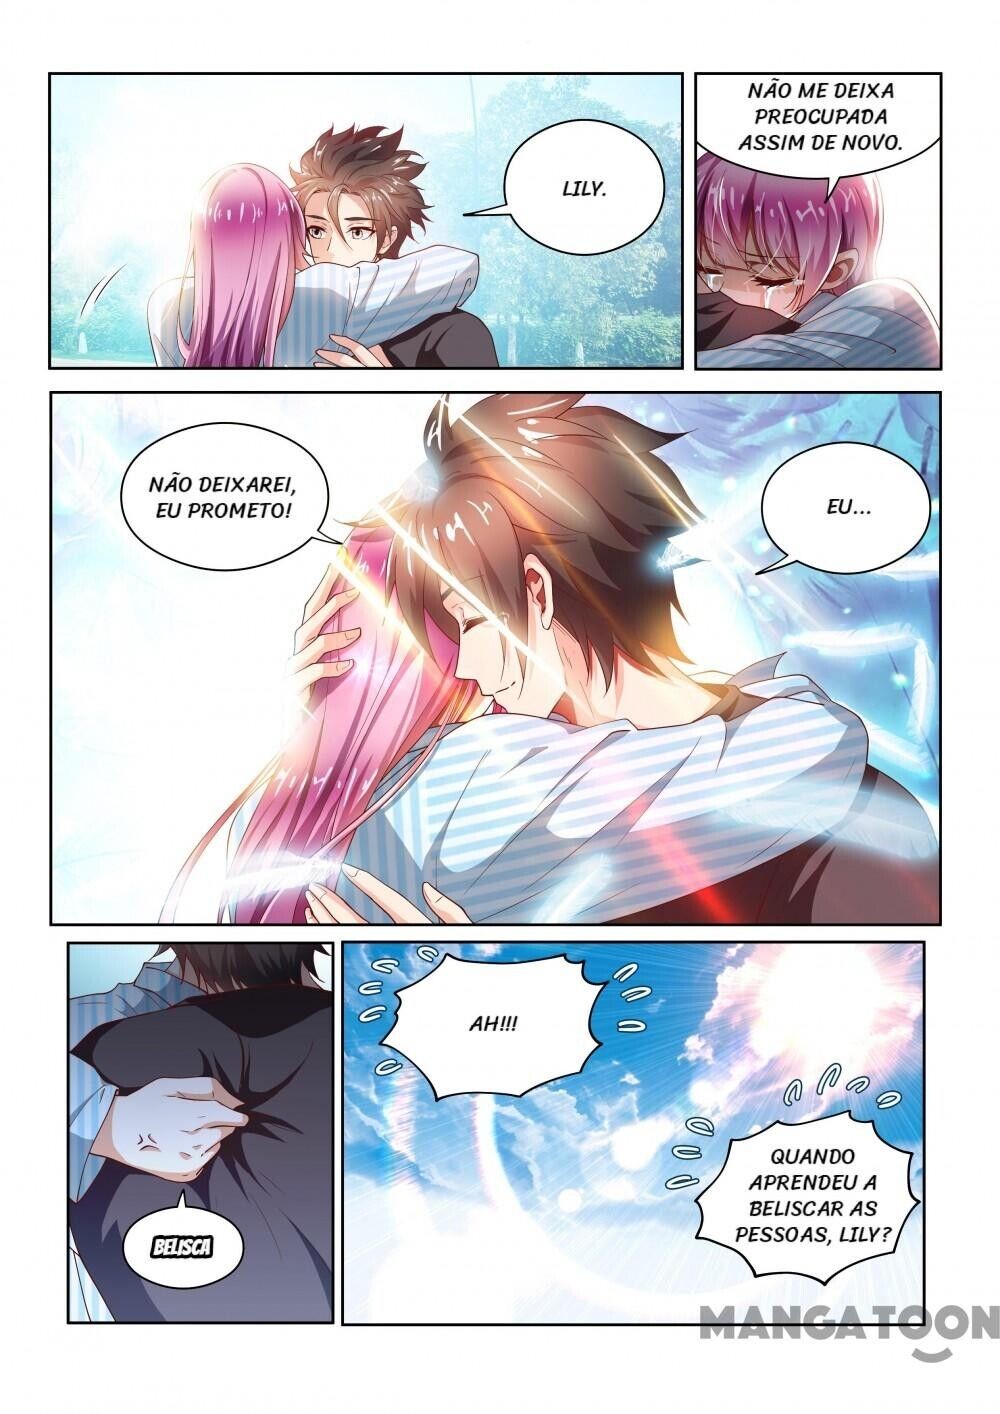 LILY.
NÃO ME DEIXA
PREOCUPADA
ASSIM DE NOVO.
NÃO DEIXAREI,
EU PROMETO!
EU...
BELISCA
AH!!!
QUANDO
APRENDEU A
BELISCAR AS
PESSOAS, LILY?
MANGATOON